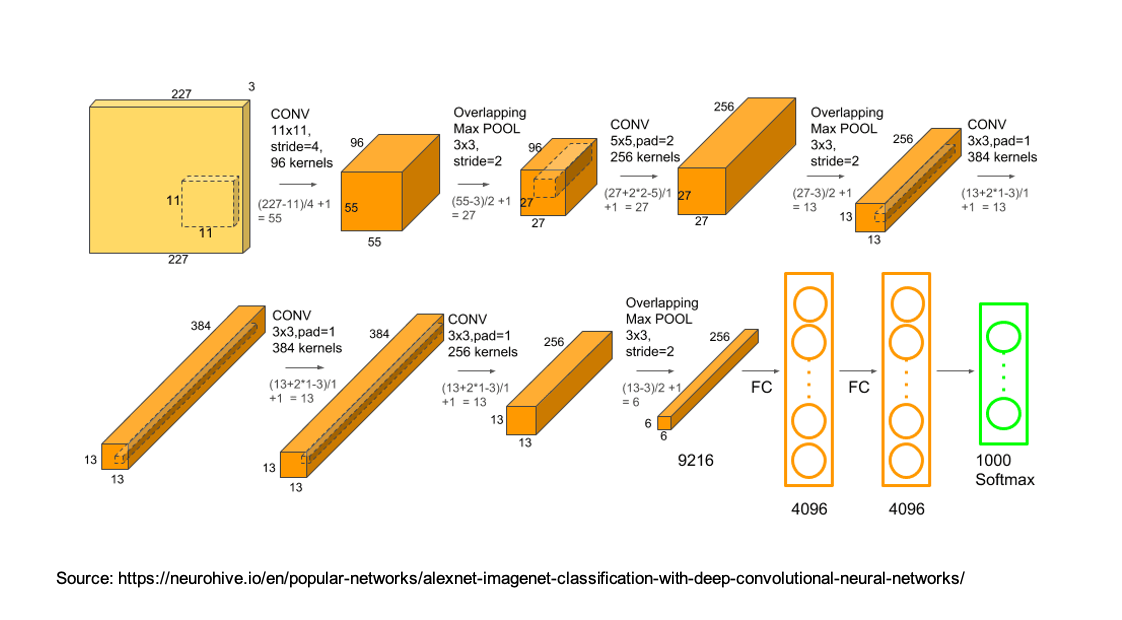 227
3
11
11
227
CONV
11x11,
stride=4,
96 kernels
(227-11)/4 +1
= 55
96
55
55
Overlapping
Max POOL
3x3,
stride=2
(55-3)/2 +1
= 27
96
27
27
CONV
5x5,pad=2
256 kernels
(27+2*2-5)/1
+1 = 27
256
27
27
Overlapping
Max POOL
3x3,
stride=2
(27-3)/2 +1
= 13
256
13
13
CONV
3x3,pad=1
384 kernels
(13+2*1-3)/1
+1 = 13
384
13
13
CONV
3x3,pad=1
384 kernels
(13+2*1-3)/1
+1 = 13
384
13
13
CONV
3x3,pad=1
256 kernels
(13+2*1-3)/1
+1 = 13
256
13
13
Overlapping
Max POOL
3x3,
stride=2
(13-3)/2 +1
= 6
256
6
6
9216
FC
4096
FC
4096
1000
Softmax
Source: https://neurohive.io/en/popular-networks/alexnet-imagenet-classification-with-deep-convolutional-neural-networks/